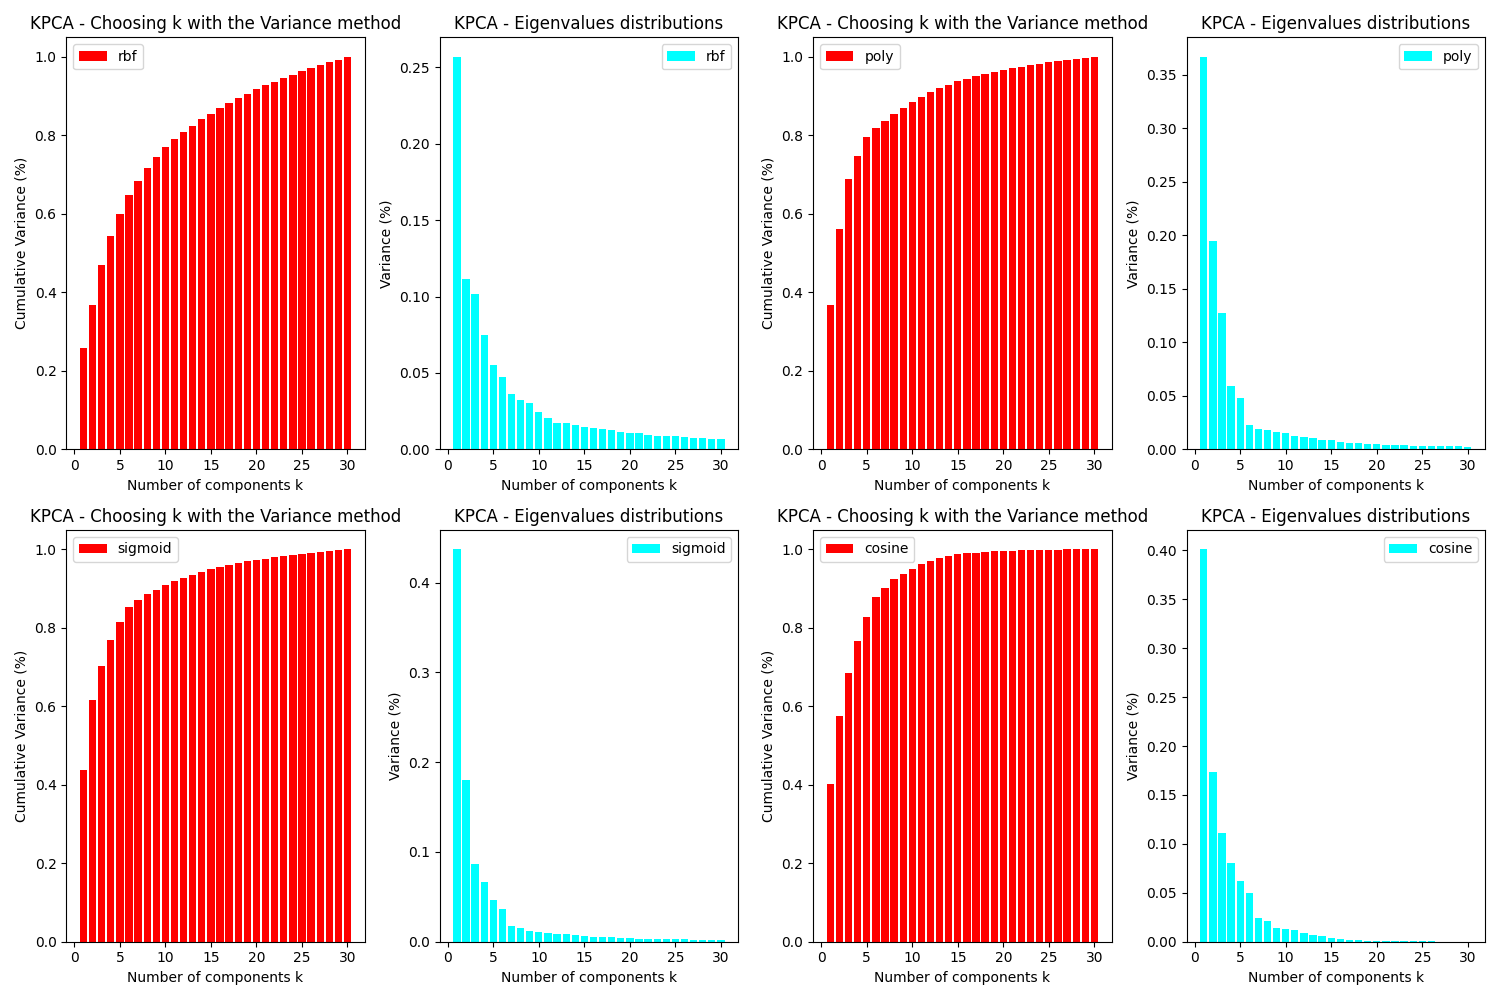 KPCA - Choosing k with the Variance method
rbf
Cumulative Variance (%)
1.0
0.8
0.6
0.4
0.2
0.0
0 5 10 15 20 25 30
Number of components k
KPCA - Eigenvalues distributions
rbf
Variance (%)
0.25
0.20
0.15
0.10
0.05
0.00
0 5 10 15 20 25 30
Number of components k
KPCA - Choosing k with the Variance method
poly
Cumulative Variance (%)
1.0
0.8
0.6
0.4
0.2
0.0
0 5 10 15 20 25 30
Number of components k
KPCA - Eigenvalues distributions
poly
Variance (%)
0.35
0.30
0.25
0.20
0.15
0.10
0.05
0.00
0 5 10 15 20 25 30
Number of components k
KPCA - Choosing k with the Variance method
sigmoid
Cumulative Variance (%)
1.0
0.8
0.6
0.4
0.2
0.0
0 5 10 15 20 25 30
Number of components k
KPCA - Eigenvalues distributions
sigmoid
Variance (%)
0.4
0.3
0.2
0.1
0.0
0 5 10 15 20 25 30
Number of components k
KPCA - Choosing k with the Variance method
cosine
Cumulative Variance (%)
1.0
0.8
0.6
0.4
0.2
0.0
0 5 10 15 20 25 30
Number of components k
KPCA - Eigenvalues distributions
cosine
Variance (%)
0.40
0.35
0.30
0.25
0.20
0.15
0.10
0.05
0.00
0 5 10 15 20 25 30
Number of components k